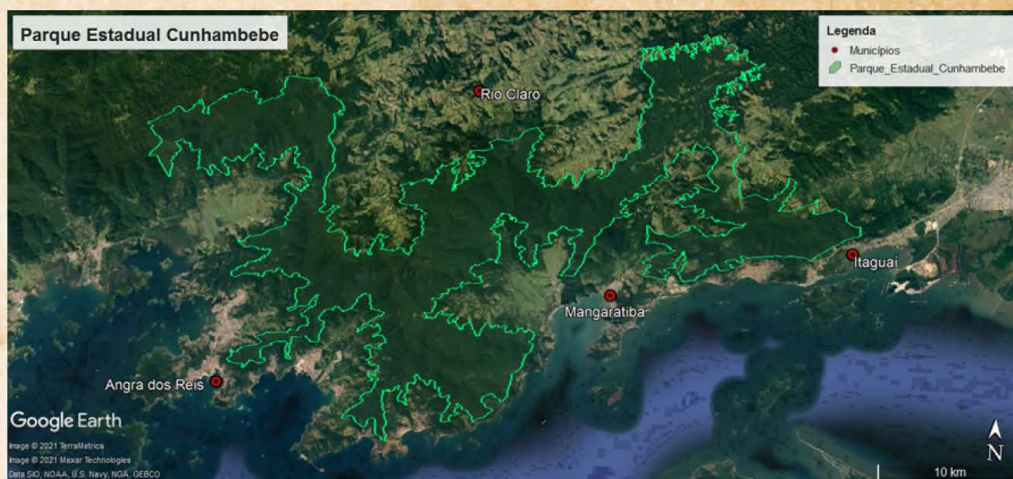 Parque Estadual Cunhambebe
Legenda
Municípios
Parque_Estadual_Cunhambebe
Rio Claro
Itaguaí
Mangaratiba
Angra dos Reis
Google Earth
Image © 2021 TerraMetrics
Image © 2021 Maxar Technologies
Data SIO, NOAA, U.S. Navy, NGA, GEBCO
N
10 km